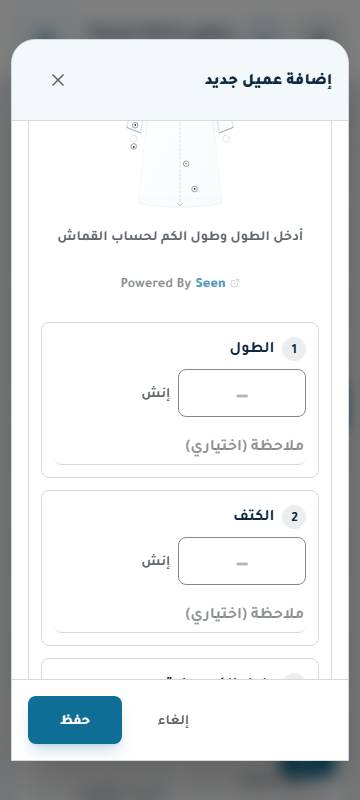 إضافة عميل جديد
أدخل الطول وطول الكم لحساب القماش
Powered By Seen
1 الطول
إنش
ملاحظة (اختياري)
2 الكتف
إنش
ملاحظة (اختياري)
إلغاء
حفظ